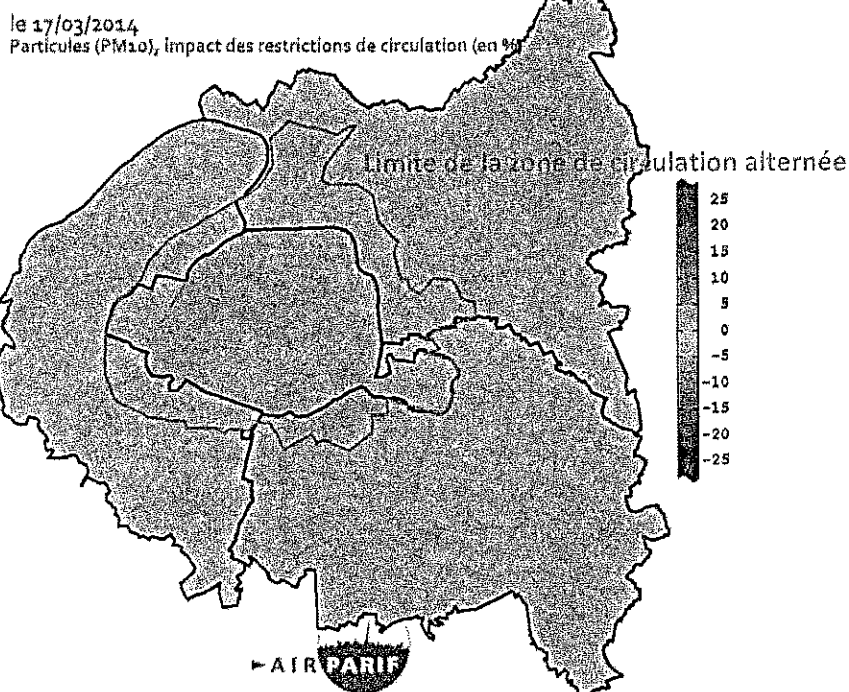 le 17/03/2014
Particules (PM10), impact des restrictions de circulation (en %)
Limite de la zone de circulation alternée
25
20
15
10
5
0
-5
-10
-15
-20
-25
AIRPARIF